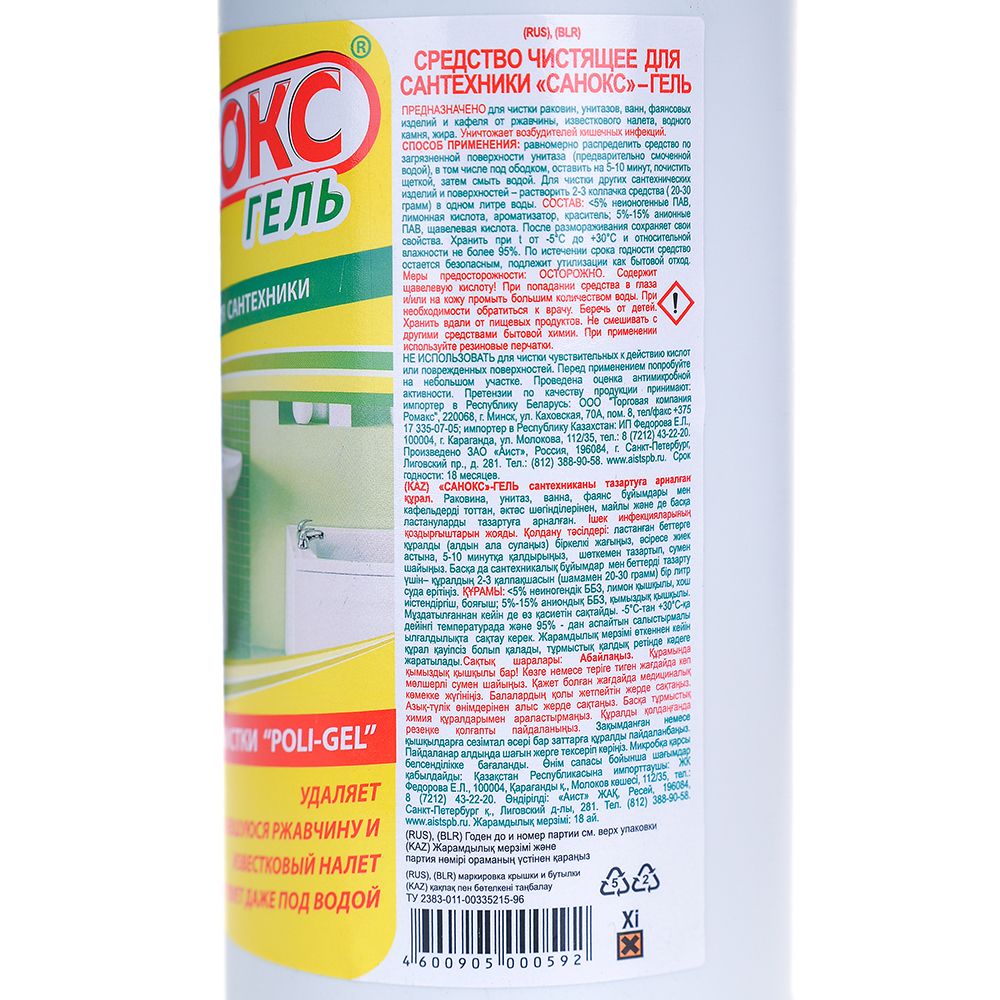 ОКС
®
ГЕЛЬ
САНТЕХНИКИ
"POLI-GEL"
УДАЛЯЕТ
РЖАВЧИНУ И
ИЗВЕСТКОВЫЙ НАЛЕТ
ДАЖЕ ПОД ВОДОЙ
(RUS), (BLR)
СРЕДСТВО ЧИСТЯЩЕЕ ДЛЯ
САНТЕХНИКИ «САНОКС»–ГЕЛЬ
ПРЕДНАЗНАЧЕНО для чистки раковин, унитазов, ванн, фаянсовых
изделий и кафеля от ржавчины, известкового налета, водного
камня, жира. Уничтожает возбудителей кишечных инфекций.
СПОСОБ ПРИМЕНЕНИЯ: равномерно распределить средство по
загрязненной поверхности унитаза (предварительно смоченной
водой), в том числе под ободком, оставить на 5-10 минут, почистить
щеткой, затем смыть водой. Для чистки других сантехнических
изделий и поверхностей – растворить 2-3 колпачка средства ( 20-30
грамм) в одном литре воды. СОСТАВ: <5% неионогенные ПАВ,
лимонная кислота, ароматизатор, краситель; 5%-15% анионные
ПАВ, щавелевая кислота. После размораживания сохраняет свои
свойства. Хранить при t от -5°С до +30°С и относительной
влажности не более 95%. По истечении срока годности средство
остается безопасным, подлежит утилизации как бытовой отход.
Меры предосторожности: ОСТОРОЖНО. Содержит
щавелевую кислоту! При попадании средства в глаза
и/или на кожу промыть большим количеством воды. При
необходимости обратиться к врачу. Беречь от детей.
Хранить вдали от пищевых продуктов. Не смешивать с
другими средствами бытовой химии. При применении
используйте резиновые перчатки.
НЕ ИСПОЛЬЗОВАТЬ для чистки чувствительных к действию кислот
или поврежденных поверхностей. Перед применением попробуйте
на небольшом участке. Проведена оценка антимикробной
активности. Претензии по качеству продукции принимают:
импортер в Республику Беларусь: ООО "Торговая компания
Ромакс", 220068, г. Минск, ул. Каховская, 70А, пом. 8, тел/факс +375
17 335-07-05; импортер в Республику Казахстан: ИП Федорова Е.Л.,
100004, г. Караганда, ул. Молокова, 112/35, тел.: 8 (7212) 43-22-20.
Произведено ЗАО «Аист», Россия, 196084, г. Санкт-Петербург,
Лиговский пр., д. 281. Тел.: (812) 388-90-58. www.aistspb.ru. Срок
годности: 18 месяцев.
(KAZ) «САНОКС»-ГЕЛЬ сантехниканы тазартуға арналған
құрал. Раковина, унитаз, ванна, фаянс бұйымдары мен
кафельдерді тоттан, әктас шөгінділерінен, майлы және де басқа
ластануларды тазартуға арналған. Ішек инфекцияларының
қоздырғыштарын жояды. Қолдану тәсілдері: ластанған беттерге
құралды (алдын ала сулаңыз) біркелкі жағыңыз, әсіресе жиек
астына, 5-10 минутқа қалдырыңыз, шөткемен тазартып, сумен
шайыңыз. Басқа да сантехникалық бұйымдар мен беттерді тазарту
үшін– құралдың 2-3 қалпақшасын (шамамен 20-30 грамм) бір литр
суда ерітіңіз. ҚҰРАМЫ: <5% неиногендік ББЗ, лимон қышқылы, хош
иістендіргіш, бояғыш; 5%-15% аниондық ББЗ, қымыздық қышқылы.
Мұздатылғаннан кейін де өз қасиетін сақтайды. -5°С-тан +30°С-қа
дейінгі температурада және 95% - дан аспайтын салыстырмалы
ылғалдылықта сақтау керек. Жарамдылық мерзімі өткеннен кейін
құрал қауіпсіз болып қалады, тұрмыстық қалдық ретінде кәдеге
жаратылады. Сақтық шаралары: Абайлаңыз. Құрамында
қымыздық қышқылы бар! Көзге немесе теріге тиген жағдайда көп
мөлшерлі сумен шайыңыз. Қажет болған жағдайда медициналық
көмекке жүгініңіз. Балалардың қолы жетпейтін жерде сақтаңыз.
Азық-түлік өнімдерінен алыс жерде сақтаңыз. Басқа тұрмыстық
химия құралдарымен араластырмаңыз. Құралды қолданғанда
резеңке қолғапты пайдаланыңыз. Зақымданған немесе
қышқылдарға сезімтал әсері бар заттарға құралды пайдаланбаңыз.
Пайдаланар алдында шағын жерге тексеріп көріңіз. Микробқа қарсы
белсенділікке бағаланды. Өнім сапасы бойынша шағымдар
қабылдайды: Қазақстан Республикасына импорттаушы: ЖК
Федорова Е.Л., 100004, Қарағанды қ., Молоков көшесі, 112/35, тел.:
8 (7212) 43-22-20. Өндірілді: «Аист» ЖАҚ, Ресей, 196084,
Санкт-Петербург қ., Лиговский д-лы, 281. Тел. (812) 388-90-58.
www.aistspb.ru. Жарамдылық мерзімі: 18 ай.
(RUS), (BLR) Годен до и номер партии см. верх упаковки
(KAZ) Жарамдылық мерзімі және
партия нөмірі ораманың үстінен қараңыз
(RUS), (BLR) маркировка крышки и бутылки
(KAZ) қақпақ пен бөтелкені таңбалау
ТУ 2383-011-00335215-96
5
2
4 600905 000592
Xi